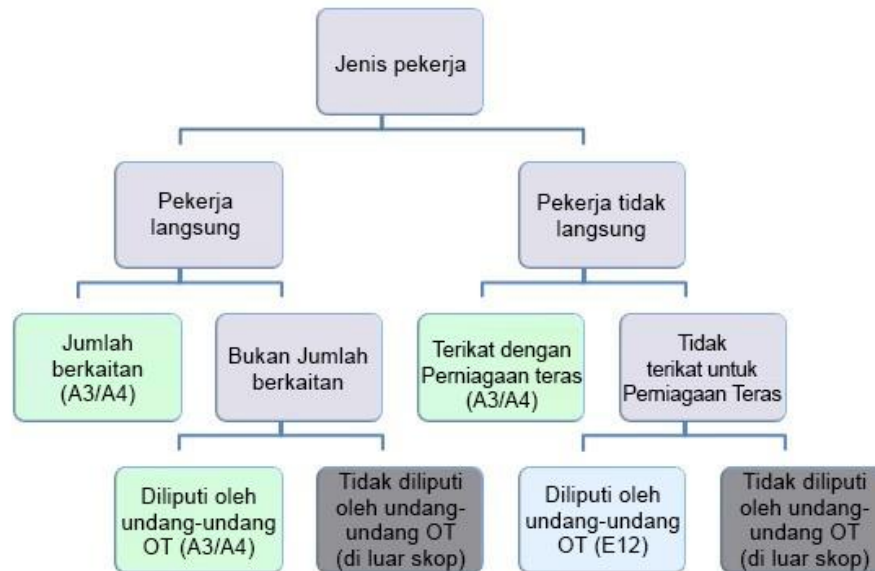 Jenis pekerja
Pekerja
langsung
Pekerja tidak
langsung
Jumlah
berkaitan
(A3/A4)
Bukan Jumlah
berkaitan
Terikat dengan
Perniagaan teras
(A3/A4)
Tidak
terikat untuk
Perniagaan Teras
Diliputi oleh
undang-undang
OT (A3/A4)
Tidak diliputi
oleh undang-
undang OT
(di luar skop)
Diliputi oleh
undang-undang
OT (E12)
Tidak diliputi
oleh undang-
undang OT
(di luar skop)